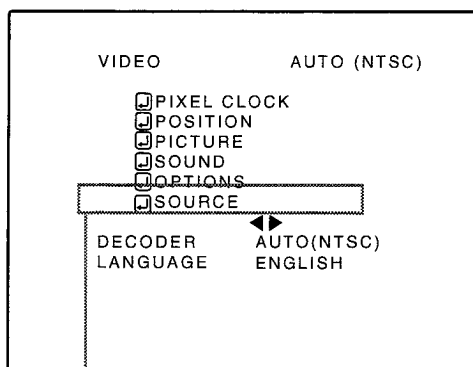 VIDEO AUTO (NTSC)
PIXEL CLOCK
POSITION
PICTURE
SOUND
OPTIONS
SOURCE
DECODER AUTO(NTSC)
LANGUAGE ENGLISH